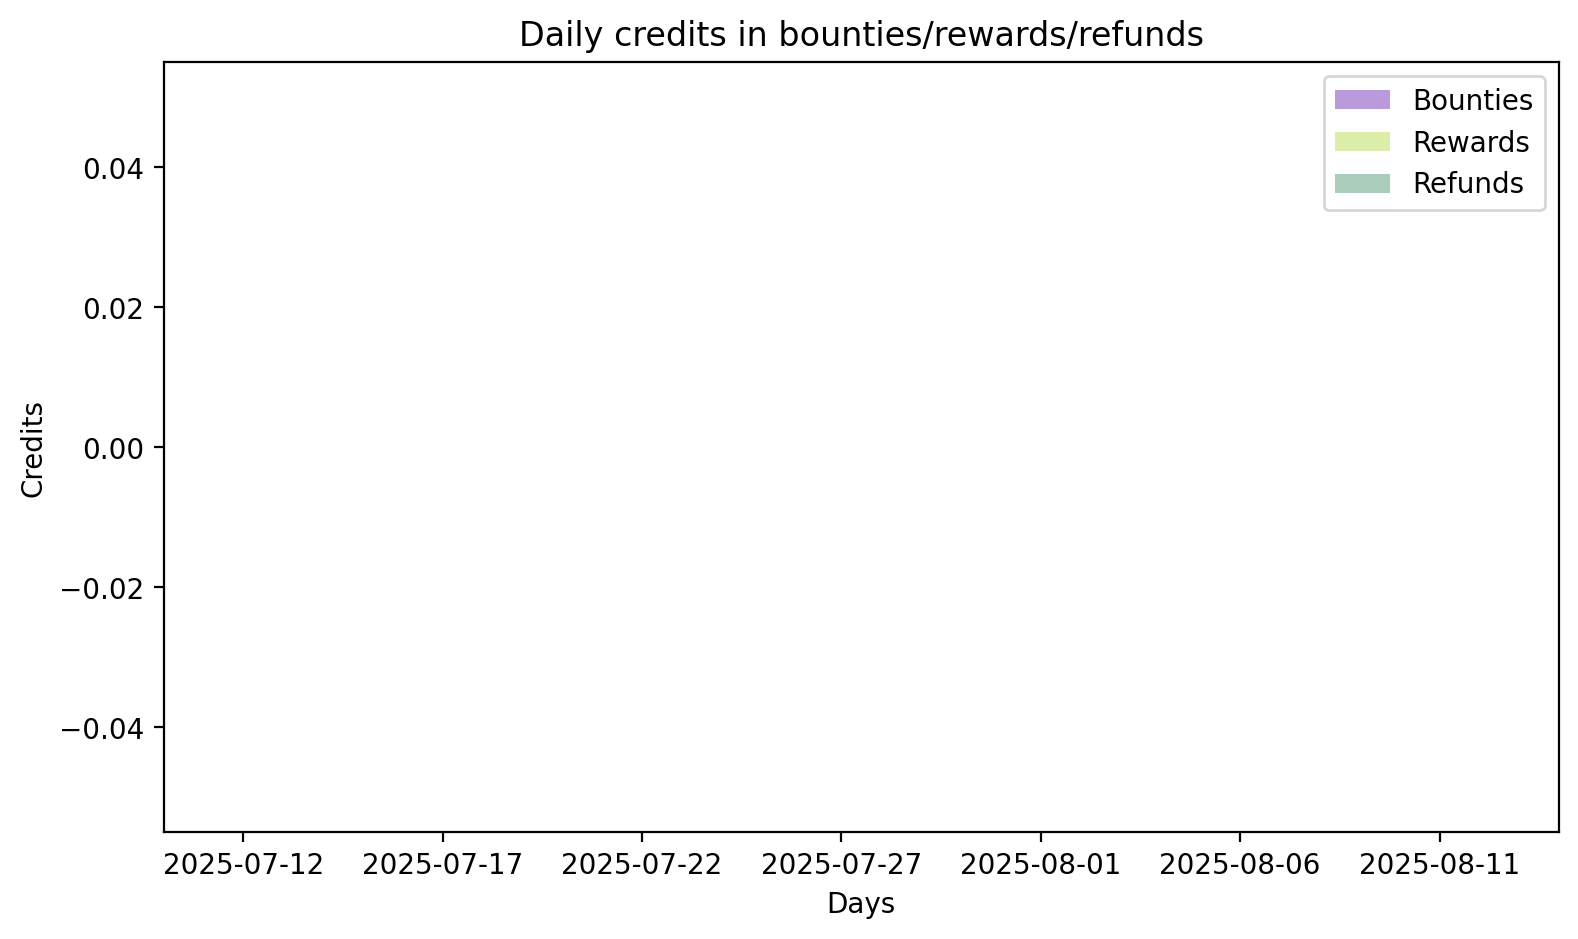 Daily credits in bounties/rewards/refunds
Bounties
Rewards
Refunds
0.04
0.02
0.00
−0.02
−0.04
Credits
2025-07-12 2025-07-17 2025-07-22 2025-07-27 2025-08-01 2025-08-06 2025-08-11
Days